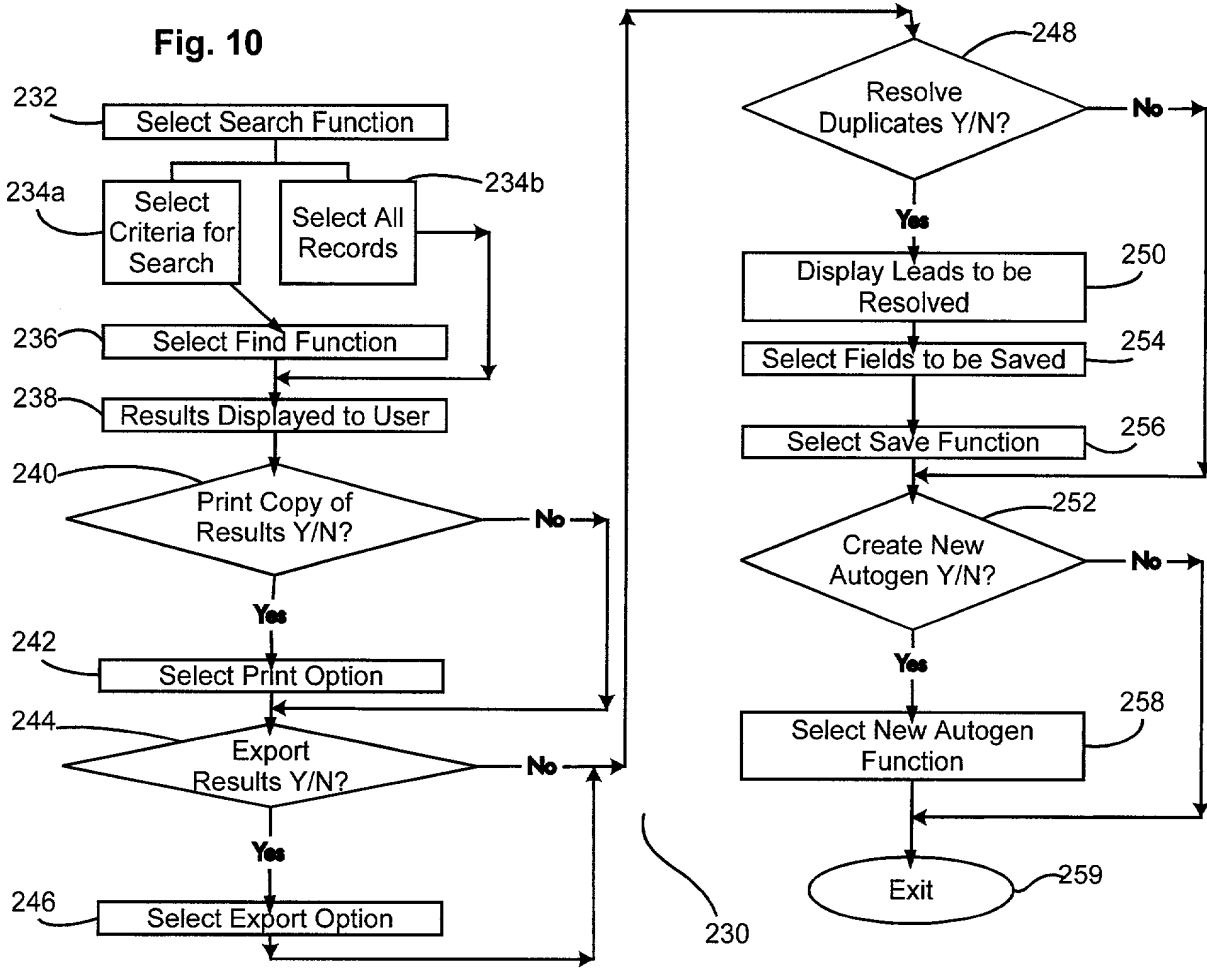 Fig. 10
232
Select Search Function
234a
Select
Criteria for
Search
234b
Select All
Records
236
Select Find Function
238
Results Displayed to User
240
Print Copy of
Results Y/N?
No
Yes
242
Select Print Option
244
Export
Results Y/N?
No
Yes
246
Select Export Option
230
248
Resolve
Duplicates Y/N?
No
Yes
250
Display Leads to be
Resolved
254
Select Fields to be Saved
256
Select Save Function
252
Create New
Autogen Y/N?
No
Yes
258
Select New Autogen
Function
Exit
259